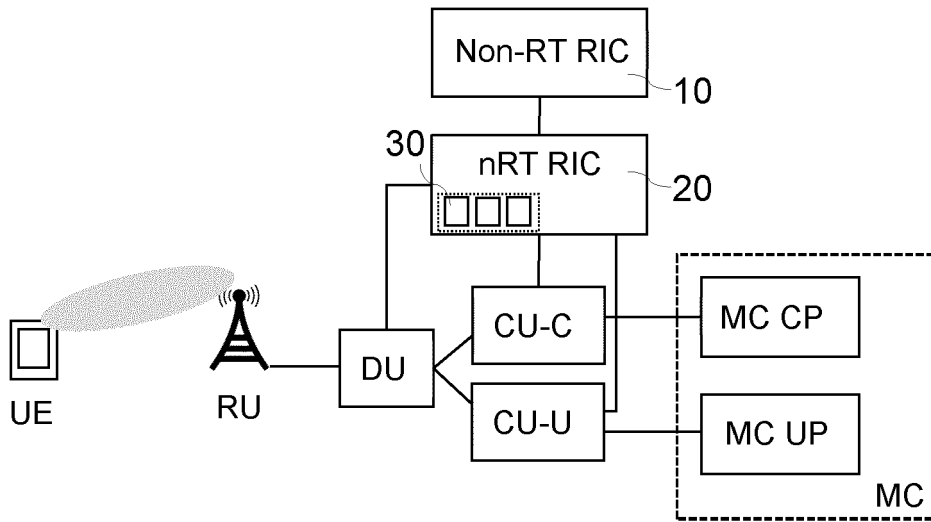 Non-RT RIC
10
30
nRT RIC
20
CU-C
MC CP
DU
UE
RU
CU-U
MC UP
MC